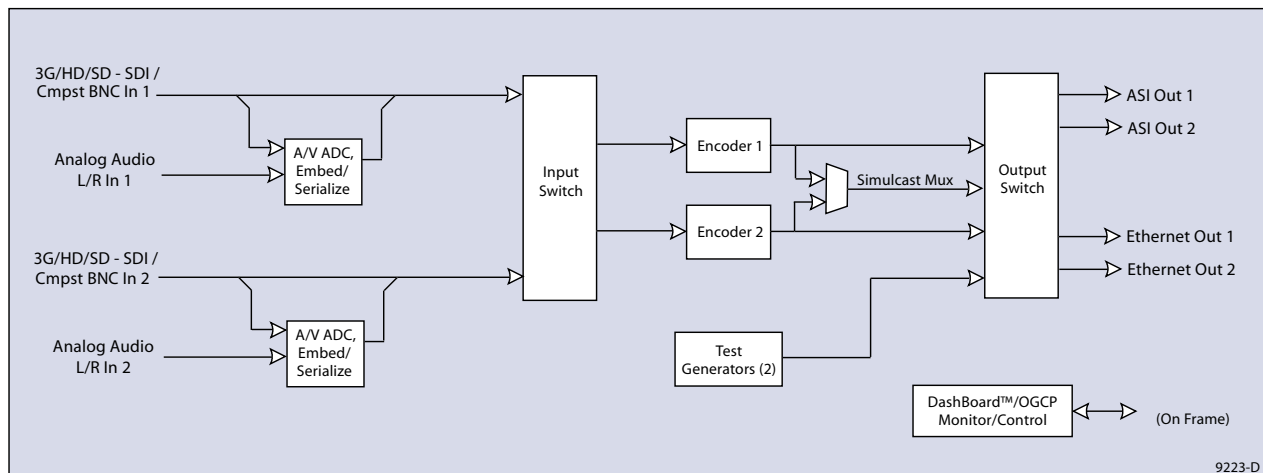 3G/HD/SD - SDI /
Cmpst BNC In 1
Analog Audio
L/R In 1
A/V ADC,
Embed/
Serialize
3G/HD/SD - SDI /
Cmpst BNC In 2
Analog Audio
L/R In 2
A/V ADC,
Embed/
Serialize
Input
Switch
Encoder 1
Encoder 2
Simulcast Mux
Test
Generators (2)
Output
Switch
ASI Out 1
ASI Out 2
Ethernet Out 1
Ethernet Out 2
DashBoard™/OGCP
Monitor/Control
(On Frame)
9223-D